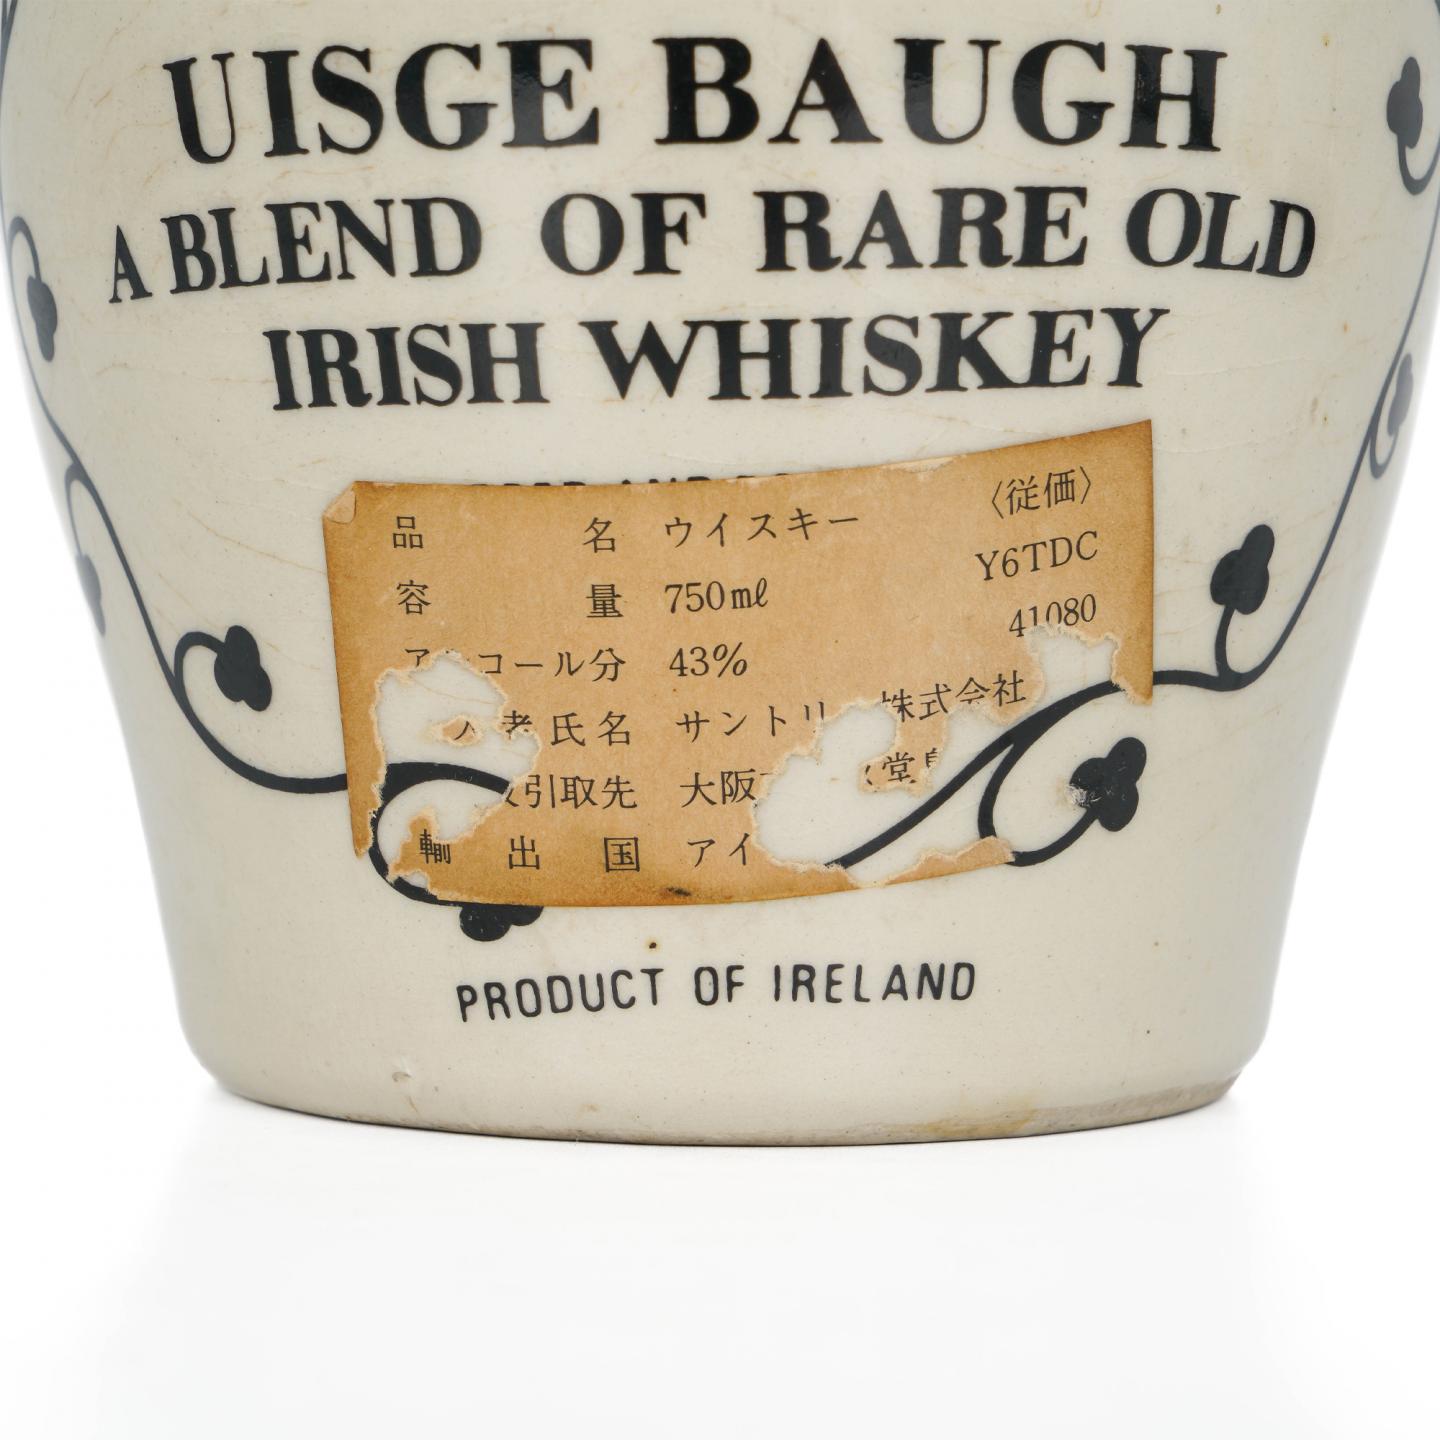 UISGE BAUGH
A BLEND OF RARE OLD
IRISH WHISKEY
品名 ウイスキー 〈従価〉
容量 750mℓ Y6TDC
41080
コール分 43%
氏名 サントリ 株式会社
引取先 大阪 堂
輸出国 アイ
PRODUCT OF IRELAND